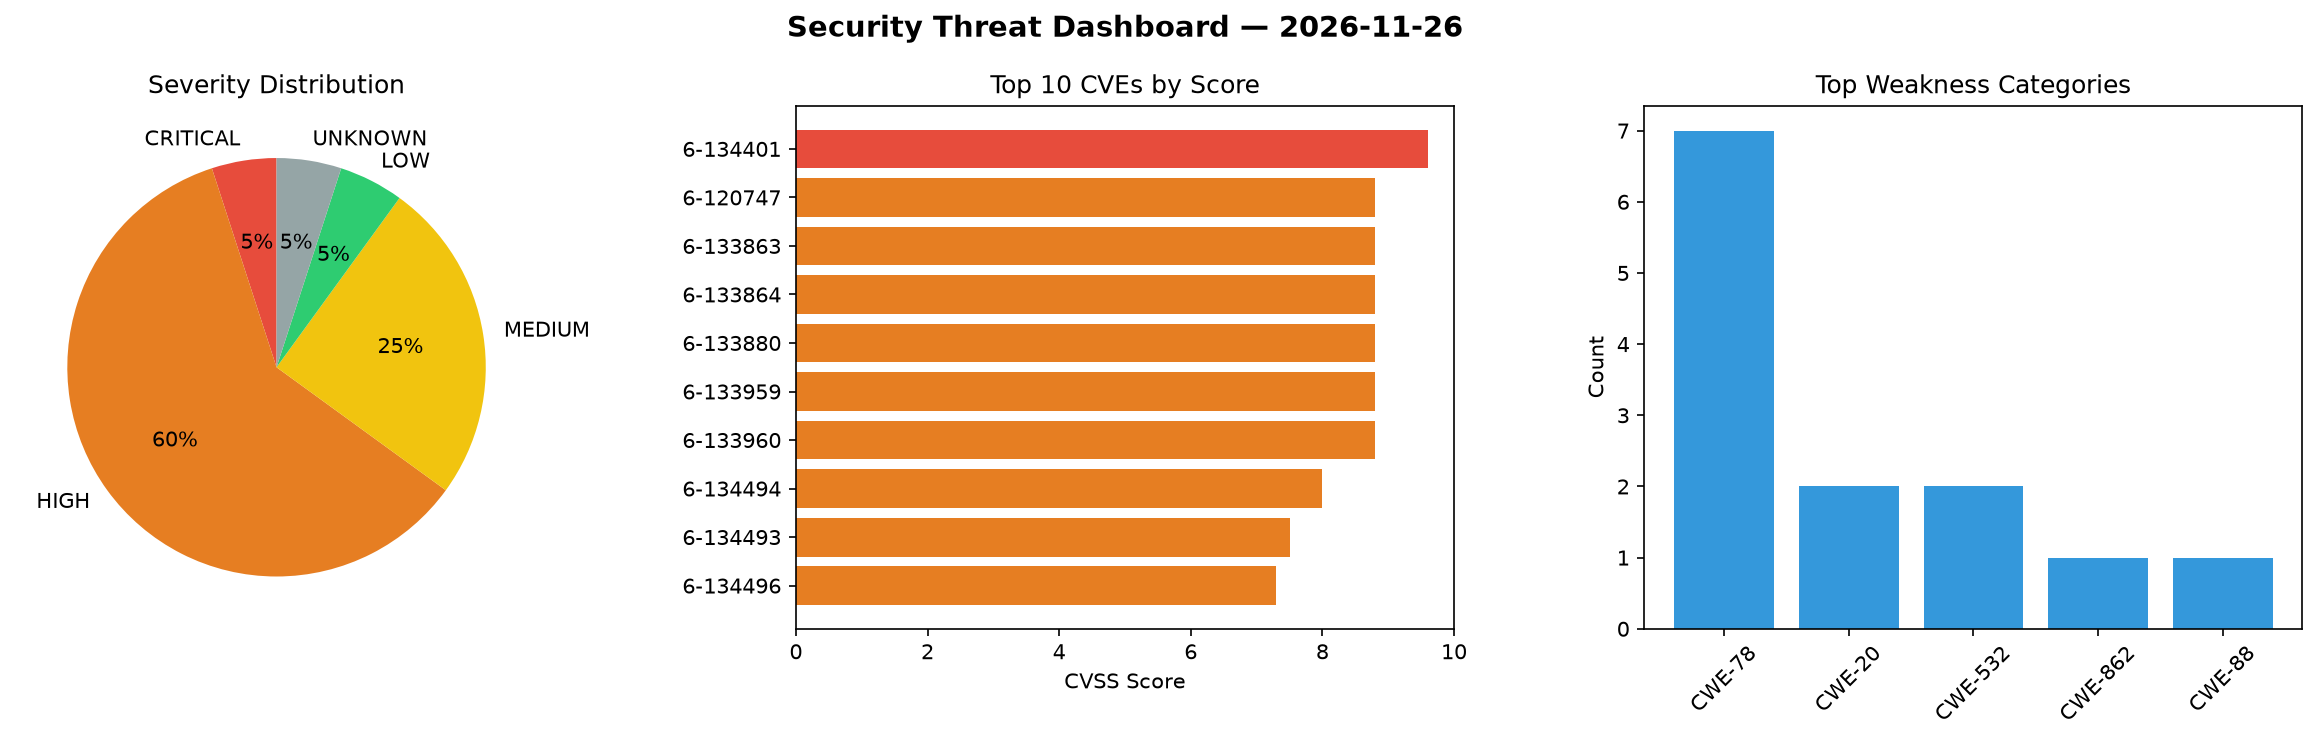 Security Threat Dashboard — 2026-11-26
Severity Distribution
CRITICAL
UNKNOWN
LOW
5%
5%
5%
MEDIUM
25%
60%
HIGH
Top 10 CVEs by Score
6-134401
6-120747
6-133863
6-133864
6-133880
6-133959
6-133960
6-134494
6-134493
6-134496
0 2 4 6 8 10
CVSS Score
Top Weakness Categories
Count
7
6
5
4
3
2
1
0
CWE-78
CWE-20
CWE-532
CWE-862
CWE-88